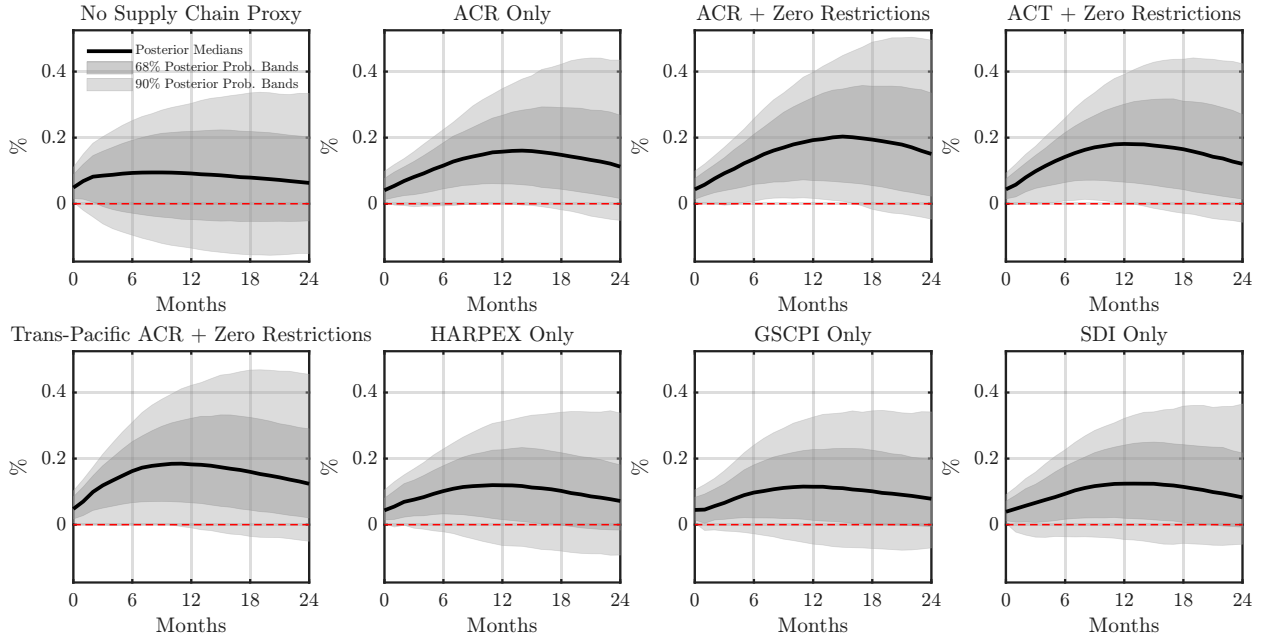 No Supply Chain Proxy
ACR Only
ACR + Zero Restrictions
ACT + Zero Restrictions
Posterior Medians
68% Posterior Prob. Bands
90% Posterior Prob. Bands
%
0.4
0.2
0
%
0.4
0.2
0
%
0.4
0.2
0
%
0.4
0.2
0
0 6 12 18 24
0 6 12 18 24
0 6 12 18 24
0 6 12 18 24
Months
Months
Months
Months
Trans-Pacific ACR + Zero Restrictions
HARPEX Only
GSCPI Only
SDI Only
%
0.4
0.2
0
%
0.4
0.2
0
%
0.4
0.2
0
%
0.4
0.2
0
0 6 12 18 24
0 6 12 18 24
0 6 12 18 24
0 6 12 18 24
Months
Months
Months
Months